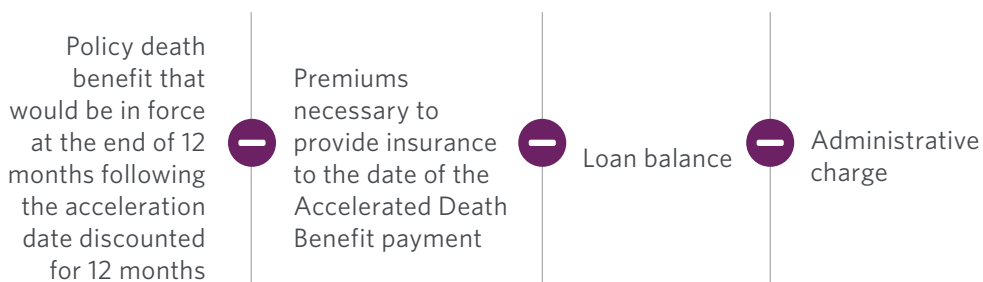 Policy death
benefit that
would be in force
at the end of 12
months following
the acceleration
date discounted
for 12 months
Premiums
necessary to
provide insurance
to the date of the
Accelerated Death
Benefit payment
Loan balance
Administrative
charge